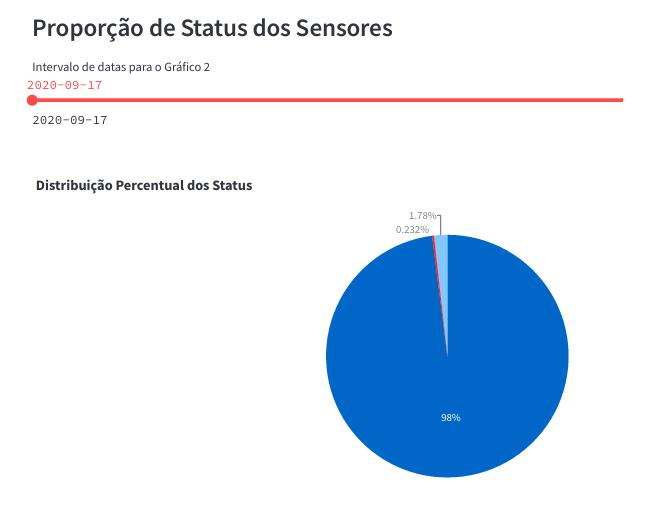 Proporção de Status dos Sensores
Intervalo de datas para o Gráfico 2
2020-09-17
2020-09-17
Distribuição Percentual dos Status
1.78%
0.232%
98%